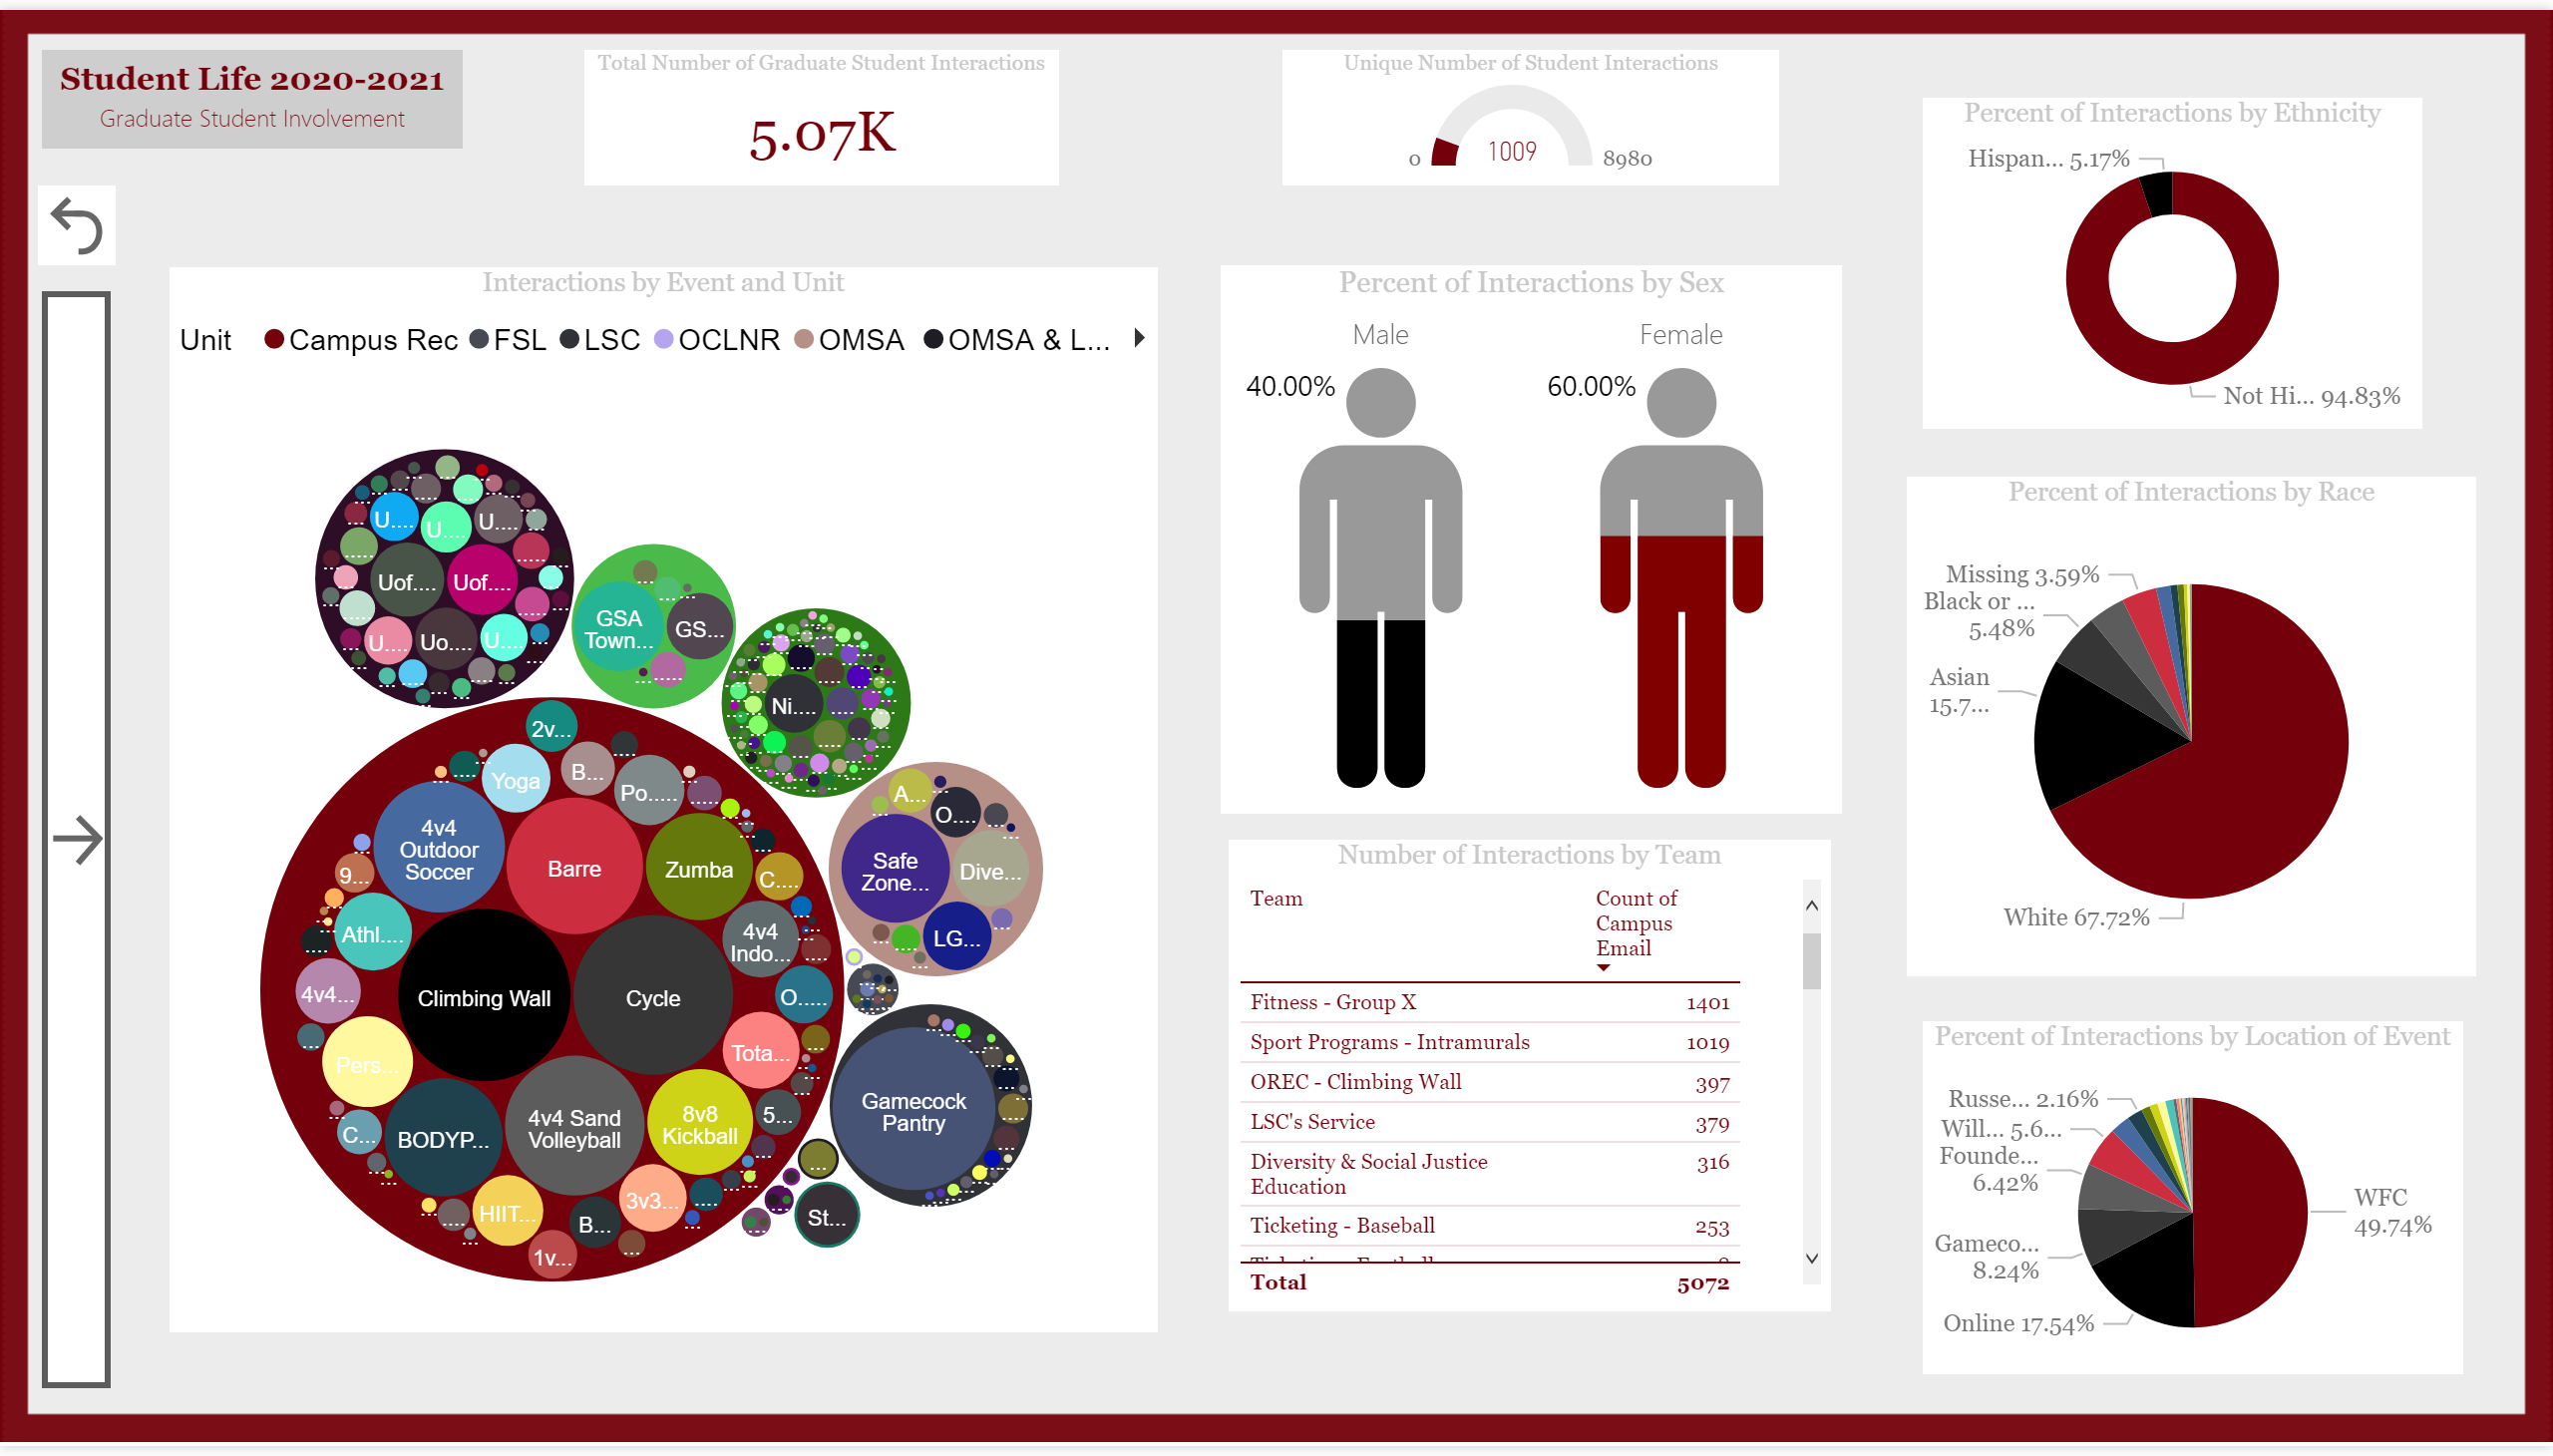 Student Life 2020-2021
Graduate Student Involvement
Total Number of Graduate Student Interactions
5.07K
Unique Number of Student Interactions
0
1009
8980
Percent of Interactions by Ethnicity
Hispan... 5.17%
Not Hi... 94.83%
Interactions by Event and Unit
Unit
Campus Rec
FSL
LSC
OCLNR
OMSA
OMSA & L...
U....
U....
U....
Uof....
Uof....
U....
Uo....
U....
GSA
Town...
GS...
Ni....
A...
O....
Safe
Zone...
Dive...
LG...
2v...
Yoga
B...
Po.....
4v4
Outdoor
Soccer
Barre
Zumba
C....
9...
Athl....
4v4
Indo...
4v4...
Climbing Wall
Cycle
O.....
Pers...
Tota...
C...
BODYP...
4v4 Sand
Volleyball
8v8
Kickball
5...
HIIT...
B...
3v3...
1v...
Gamecock
Pantry
St...
Percent of Interactions by Sex
Male
Female
40.00%
60.00%
Number of Interactions by Team
Team
Count of
Campus
Email
Fitness - Group X
1401
Sport Programs - Intramurals
1019
OREC - Climbing Wall
397
LSC's Service
379
Diversity & Social Justice
Education
316
Ticketing - Baseball
253
Total
5072
Percent of Interactions by Race
Missing 3.59%
Black or ...
5.48%
Asian
15.7...
White 67.72%
Percent of Interactions by Location of Event
Russe... 2.16%
Will... 5.6...
Founde...
6.42%
Gameco...
8.24%
Online 17.54%
WFC
49.74%